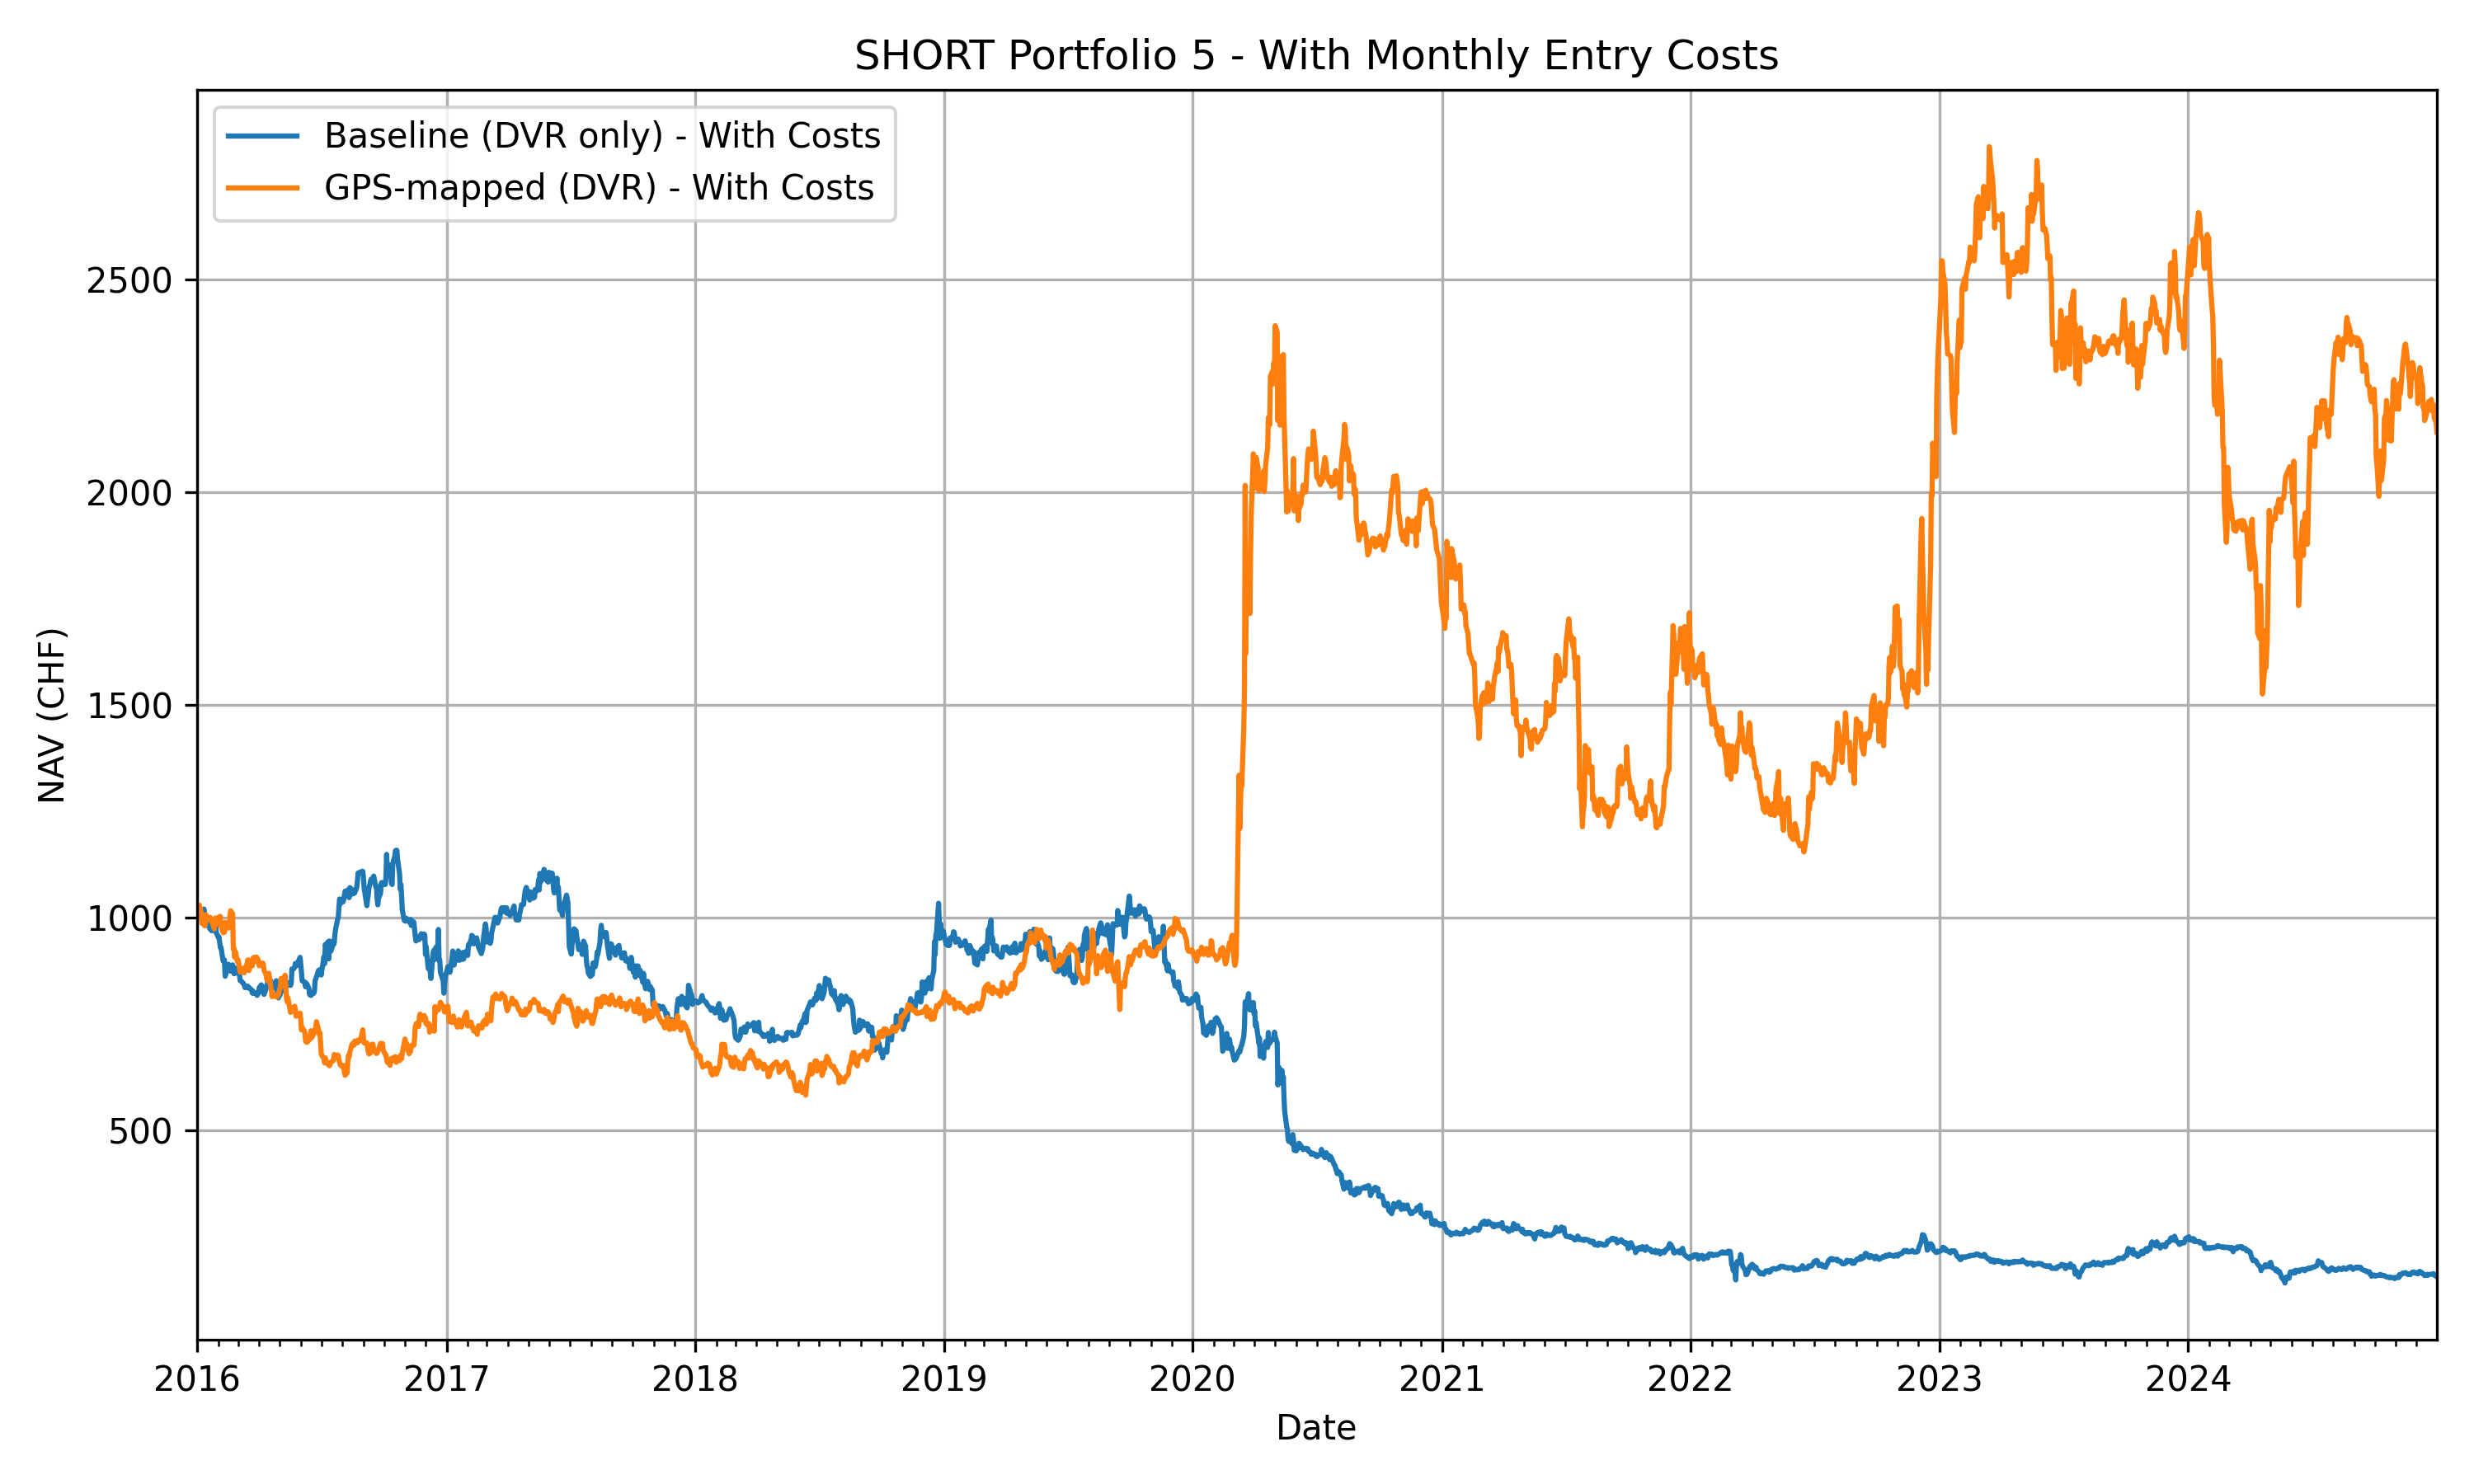 SHORT Portfolio 5 - With Monthly Entry Costs
Baseline (DVR only) - With Costs
GPS-mapped (DVR) - With Costs
2500
2000
1500
1000
500
NAV (CHF)
2016 2017 2018 2019 2020 2021 2022 2023 2024
Date